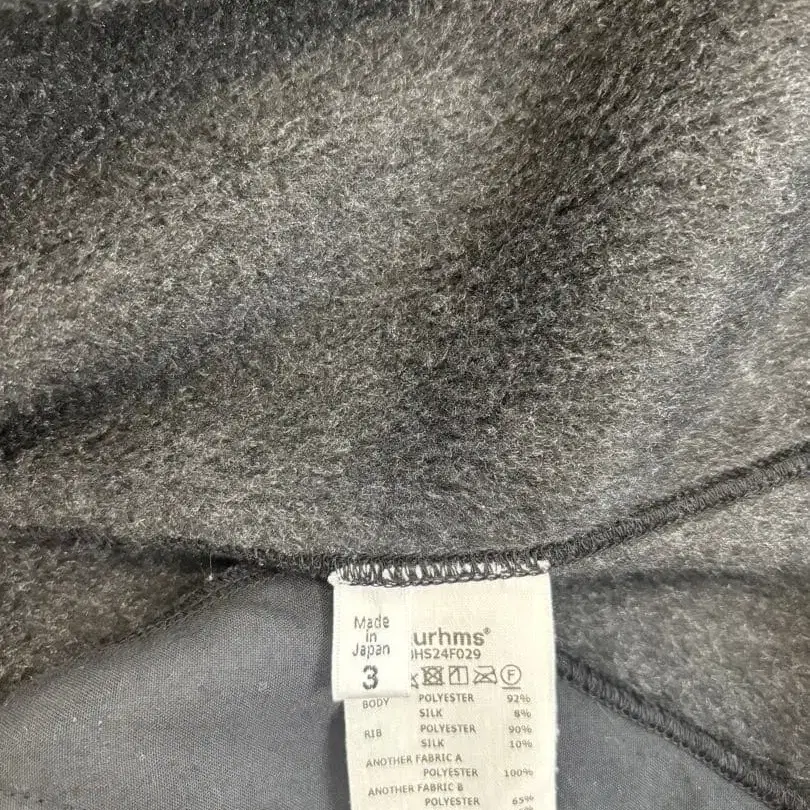 Made
in
Japan
3
urhms®
HS24F029
BODY POLYESTER 92%
SILK 8%
RIB POLYESTER 90%
SILK 10%
ANOTHER FABRIC A
POLYESTER 100%
ANOTHER FABRIC B
POLYESTER 65%